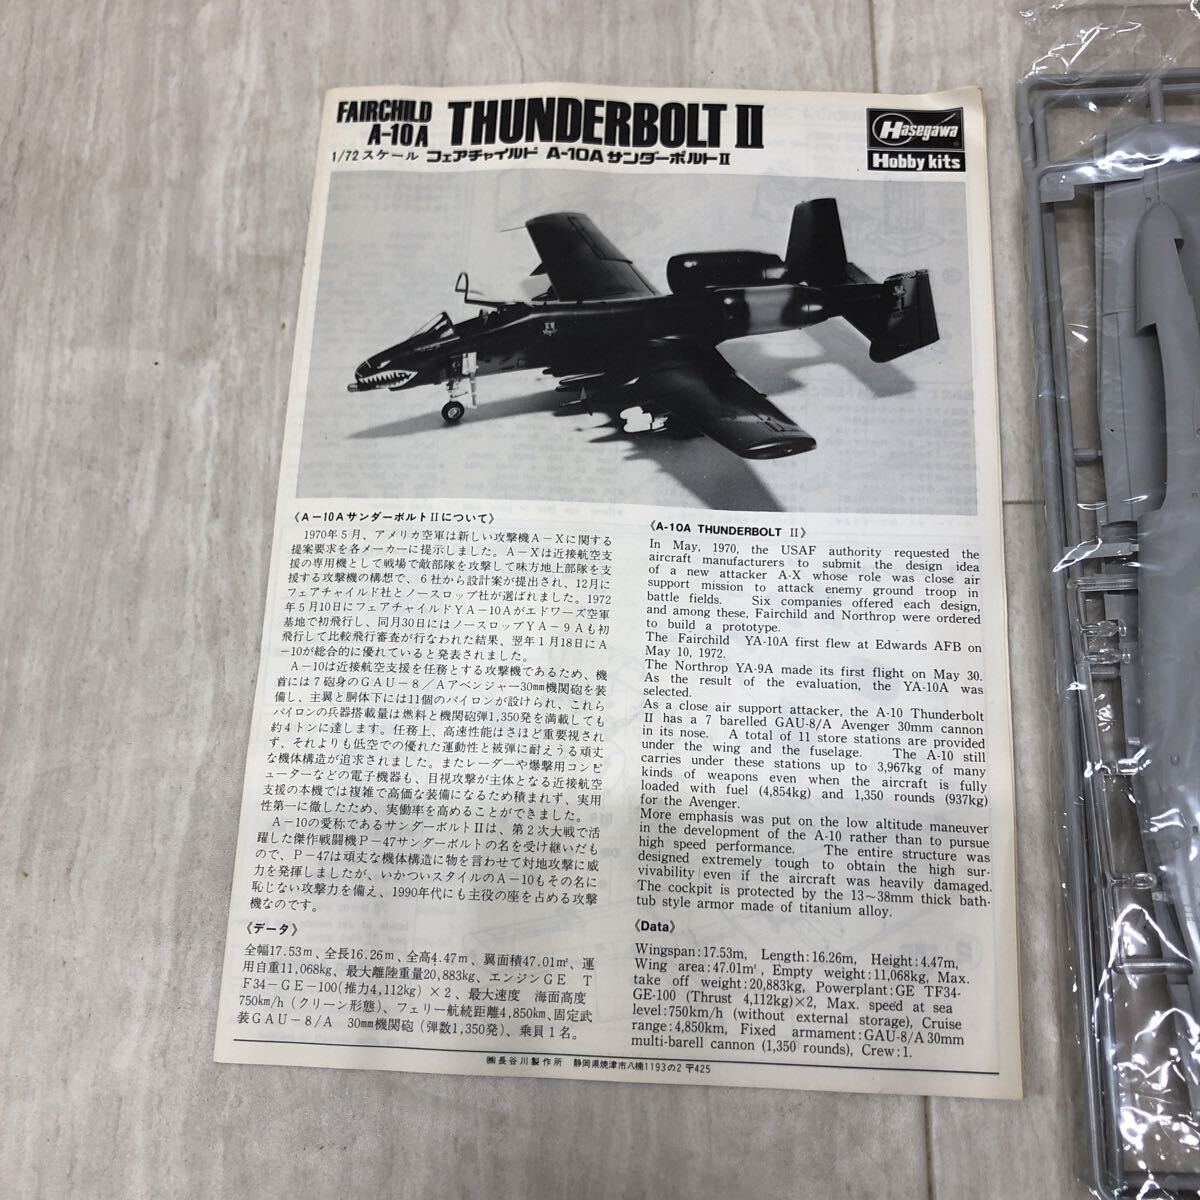 FAIRCHILD
A-10A THUNDERBOLT II
1/72スケール フェアチャイルド A-10Aサンダーボルト II
Hasegawa
Hobby kits
《A－10AサンダーボルトIIについて》
1970年5月、アメリカ空軍は新しい攻撃機A－Xに関する
提案要求を各メーカーに提示しました。A－Xは近接航空支
援の専用機として戦場で敵部隊を攻撃して味方地上部隊を支
援する攻撃機の構想で、6社から設計案が提出され、12月に
フェアチャイルド社とノースロップ社が選ばれました。1972
年5月10日にフェアチャイルドYA－10Aがエドワーズ空軍
基地で初飛行し、同月30日にはノースロップYA－9Aも初
飛行して比較飛行審査が行なわれた結果、翌年1月18日にA
-10が総合的に優れていると発表されました。
A－10は近接航空支援を任務とする攻撃機であるため、機
首には7砲身のGAU－8／Aアベンジャー30mm機関砲を装
備し、主翼と胴体下には11個のパイロンが設けられ、これら
パイロンの兵器搭載量は燃料と機関砲弾1,350発を満載しても
約4トンに達します。任務上、高速性能はさほど重要視され
ず、それよりも低空での優れた運動性と被弾に耐えうる頑丈
な機体構造が追求されました。またレーダーや爆撃用コンピ
ューターなどの電子機器も、目視攻撃が主体となる近接航空
支援の本機では複雑で高価な装備になるため積まれず、実用
性第一に徹したため、実働率を高めることができました。
A－10の愛称であるサンダーボルトIIは、第2次大戦で活
躍した傑作戦闘機P－47サンダーボルトの名を受け継いだも
ので、P－47は頑丈な機体構造に物を言わせて対地攻撃に威
力を発揮しましたが、いかついスタイルのA－10もその名に
恥じない攻撃力を備え、1990年代にも主役の座を占める攻撃
機なのです。
《データ》
全幅17.53m、全長16.26m、全高4.47m、翼面積47.01㎡、運
用自重11,068kg、最大離陸重量20,883kg、エンジンGE T
F34－GE－100(推力4,112kg)×2、最大速度 海面高度
750km/h（クリーン形態）、フェリー航続距離4,850km、固定武
装GAU－8/A 30mm機関砲（弾数1,350発）、乗員1名。
《A-10A THUNDERBOLT II》
In May, 1970, the USAF authority requested the
aircraft manufacturers to submit the design idea
of a new attacker A-X whose role was close air
support mission to attack enemy ground troop in
battle fields. Six companies offered each design,
and among these, Fairchild and Northrop were ordered
to build a prototype.
The Fairchild YA-10A first flew at Edwards AFB on
May 10, 1972.
The Northrop YA-9A made its first flight on May 30.
As the result of the evaluation, the YA-10A was
selected.
As a close air support attacker, the A-10 Thunderbolt
II has a 7 barelled GAU-8/A Avenger 30mm cannon
in its nose. A total of 11 store stations are provided
under the wing and the fuselage. The A-10 still
carries under these stations up to 3,967kg of many
kinds of weapons even when the aircraft is fully
loaded with fuel (4,854kg) and 1,350 rounds (937kg)
for the Avenger.
More emphasis was put on the low altitude maneuver
in the development of the A-10 rather than to pursue
high speed performance. The entire structure was
designed extremely tough to obtain the high sur-
vivability even if the aircraft was heavily damaged.
The cockpit is protected by the 13～38mm thick bath-
tub style armor made of titanium alloy.
《Data》
Wingspan:17.53m, Length:16.26m, Height:4.47m,
Wing area:47.01㎡, Empty weight:11,068kg, Max.
take off weight:20,883kg, Powerplant:GE TF34-
GE-100 (Thrust 4,112kg)×2, Max. speed at sea
level:750km/h (without external storage), Cruise
range:4,850km, Fixed armament:GAU-8/A 30mm
multi-barell cannon (1,350 rounds), Crew:1.
㈱長谷川製作所 静岡県焼津市八楠1193の2 〒425